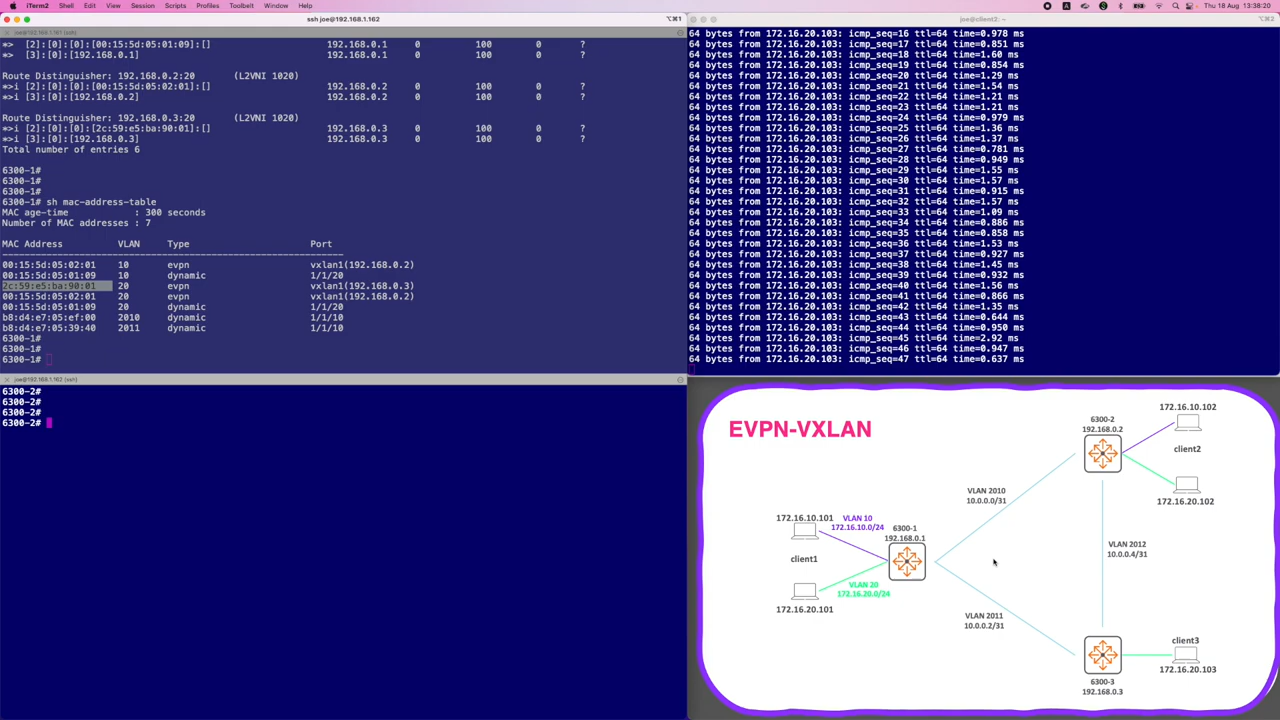 iTerm2 Shell Edit View Session Scripts Profiles Toolbelt Window Help Thu 18 Aug 13:38:20
ssh joe@192.168.1.162 ⌥⌘1
joe@192.168.1.161 (ssh)
*> [2]:[0]:[0]:[00:15:5d:05:01:09]:[] 192.168.0.1 0 100 0 ?
*> [3]:[0]:[192.168.0.1] 192.168.0.1 0 100 0 ?
Route Distinguisher: 192.168.0.2:20 (L2VNI 1020)
*>i [2]:[0]:[0]:[00:15:5d:05:02:01]:[] 192.168.0.2 0 100 0 ?
*>i [3]:[0]:[192.168.0.2] 192.168.0.2 0 100 0 ?
Route Distinguisher: 192.168.0.3:20 (L2VNI 1020)
*>i [2]:[0]:[0]:[2c:59:e5:ba:90:01]:[] 192.168.0.3 0 100 0 ?
*>i [3]:[0]:[192.168.0.3] 192.168.0.3 0 100 0 ?
Total number of entries 6
6300-1#
6300-1#
6300-1#
6300-1# sh mac-address-table
MAC age-time : 300 seconds
Number of MAC addresses : 7
MAC Address VLAN Type Port
--------------------------------------------------------------
00:15:5d:05:02:01 10 evpn vxlan1(192.168.0.2)
00:15:5d:05:01:09 10 dynamic 1/1/20
2c:59:e5:ba:90:01 20 evpn vxlan1(192.168.0.3)
00:15:5d:05:02:01 20 evpn vxlan1(192.168.0.2)
00:15:5d:05:01:09 20 dynamic 1/1/20
b8:d4:e7:05:ef:00 2010 dynamic 1/1/10
b8:d4:e7:05:39:40 2011 dynamic 1/1/10
6300-1#
6300-1#
6300-1#
joe@192.168.1.162 (ssh)
6300-2#
6300-2#
6300-2#
6300-2#
joe@client2: ~ ⌥⌘2
64 bytes from 172.16.20.103: icmp_seq=16 ttl=64 time=0.978 ms
64 bytes from 172.16.20.103: icmp_seq=17 ttl=64 time=0.851 ms
64 bytes from 172.16.20.103: icmp_seq=18 ttl=64 time=1.60 ms
64 bytes from 172.16.20.103: icmp_seq=19 ttl=64 time=0.854 ms
64 bytes from 172.16.20.103: icmp_seq=20 ttl=64 time=1.29 ms
64 bytes from 172.16.20.103: icmp_seq=21 ttl=64 time=1.54 ms
64 bytes from 172.16.20.103: icmp_seq=22 ttl=64 time=1.21 ms
64 bytes from 172.16.20.103: icmp_seq=23 ttl=64 time=1.21 ms
64 bytes from 172.16.20.103: icmp_seq=24 ttl=64 time=0.979 ms
64 bytes from 172.16.20.103: icmp_seq=25 ttl=64 time=1.36 ms
64 bytes from 172.16.20.103: icmp_seq=26 ttl=64 time=1.37 ms
64 bytes from 172.16.20.103: icmp_seq=27 ttl=64 time=0.781 ms
64 bytes from 172.16.20.103: icmp_seq=28 ttl=64 time=0.949 ms
64 bytes from 172.16.20.103: icmp_seq=29 ttl=64 time=1.55 ms
64 bytes from 172.16.20.103: icmp_seq=30 ttl=64 time=1.57 ms
64 bytes from 172.16.20.103: icmp_seq=31 ttl=64 time=0.915 ms
64 bytes from 172.16.20.103: icmp_seq=32 ttl=64 time=1.57 ms
64 bytes from 172.16.20.103: icmp_seq=33 ttl=64 time=1.09 ms
64 bytes from 172.16.20.103: icmp_seq=34 ttl=64 time=0.886 ms
64 bytes from 172.16.20.103: icmp_seq=35 ttl=64 time=0.858 ms
64 bytes from 172.16.20.103: icmp_seq=36 ttl=64 time=1.53 ms
64 bytes from 172.16.20.103: icmp_seq=37 ttl=64 time=0.932 ms
64 bytes from 172.16.20.103: icmp_seq=38 ttl=64 time=1.45 ms
64 bytes from 172.16.20.103: icmp_seq=39 ttl=64 time=0.927 ms
64 bytes from 172.16.20.103: icmp_seq=40 ttl=64 time=1.56 ms
64 bytes from 172.16.20.103: icmp_seq=41 ttl=64 time=0.866 ms
64 bytes from 172.16.20.103: icmp_seq=42 ttl=64 time=1.35 ms
64 bytes from 172.16.20.103: icmp_seq=43 ttl=64 time=0.644 ms
64 bytes from 172.16.20.103: icmp_seq=44 ttl=64 time=0.950 ms
64 bytes from 172.16.20.103: icmp_seq=45 ttl=64 time=2.92 ms
64 bytes from 172.16.20.103: icmp_seq=46 ttl=64 time=0.947 ms
64 bytes from 172.16.20.103: icmp_seq=47 ttl=64 time=0.637 ms
EVPN-VXLAN
172.16.10.102
6300-2
192.168.0.2
client2
172.16.20.102
VLAN 2010
10.0.0.0/31
172.16.10.101
VLAN 10
172.16.10.0/24
6300-1
192.168.0.1
client1
VLAN 2012
10.0.0.4/31
VLAN 20
172.16.20.0/24
172.16.20.101
VLAN 2011
10.0.0.2/31
client3
172.16.20.103
6300-3
192.168.0.3